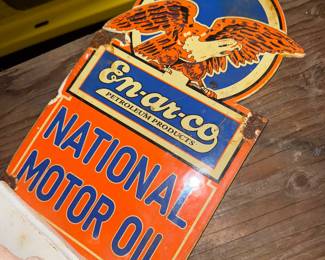 En-ar-co
PETROLEUM PRODUCTS
NATIONAL
MOTOR OIL